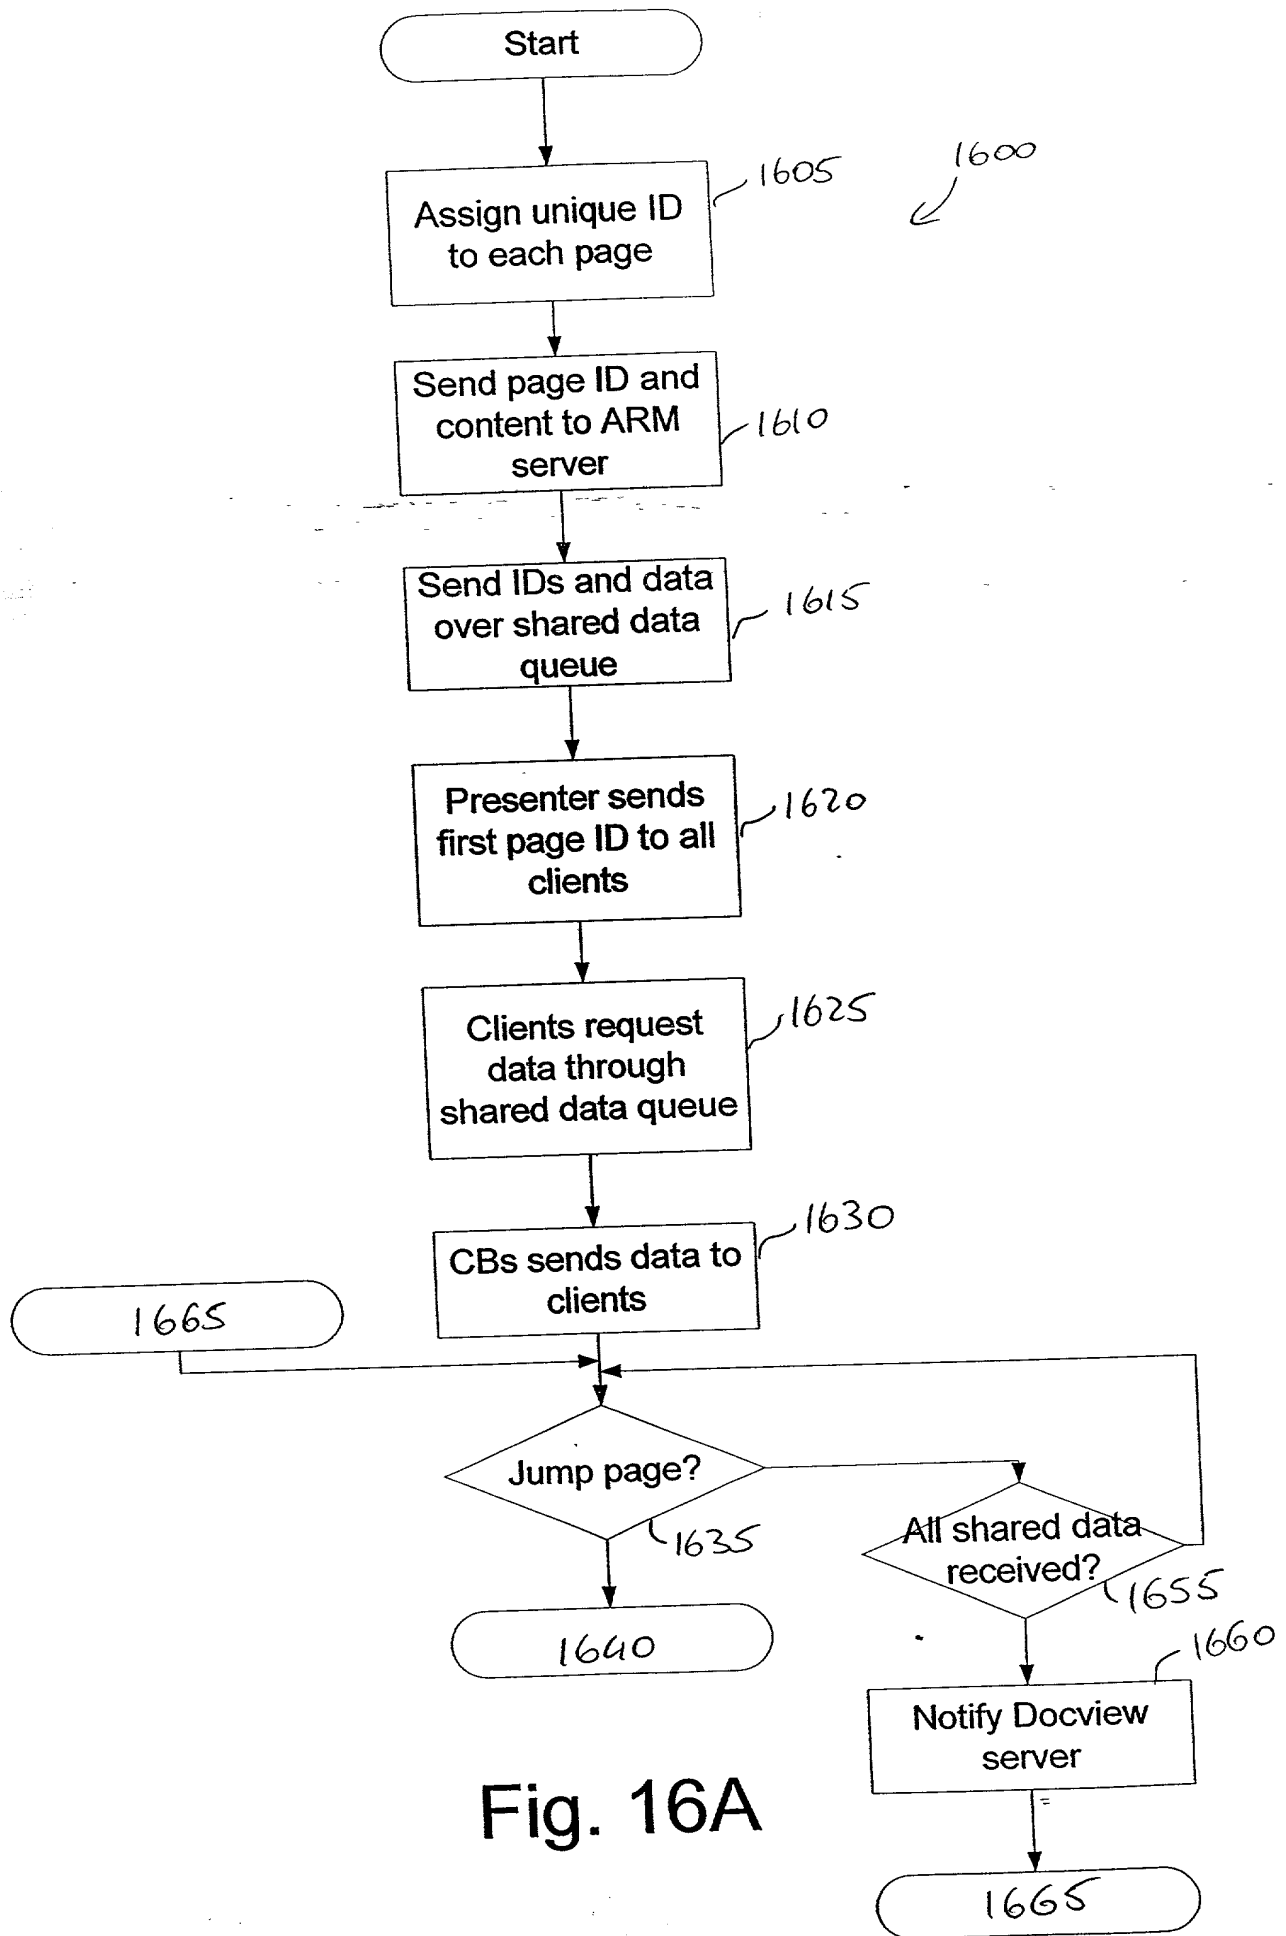 Start
1600
Assign unique ID
to each page
1605
Send page ID and
content to ARM
server
1610
Send IDs and data
over shared data
queue
1615
Presenter sends
first page ID to all
clients
1620
Clients request
data through
shared data queue
1625
CBs sends data to
clients
1630
1665
Jump page?
1635
All shared data
received?
1655
1640
1660
Notify Docview
server
Fig. 16A
1665